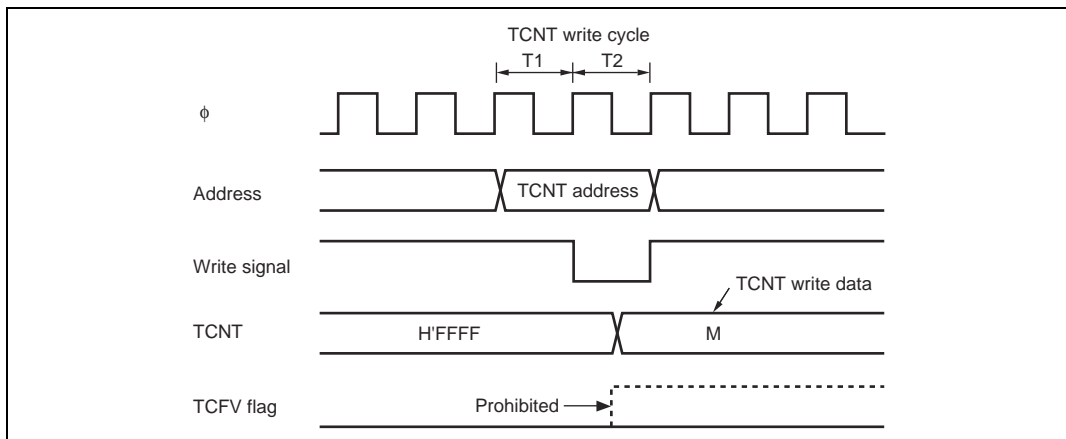 TCNT write cycle
T1 T2
ϕ
Address TCNT address
Write signal
TCNT write data
TCNT H'FFFF M
TCFV flag Prohibited